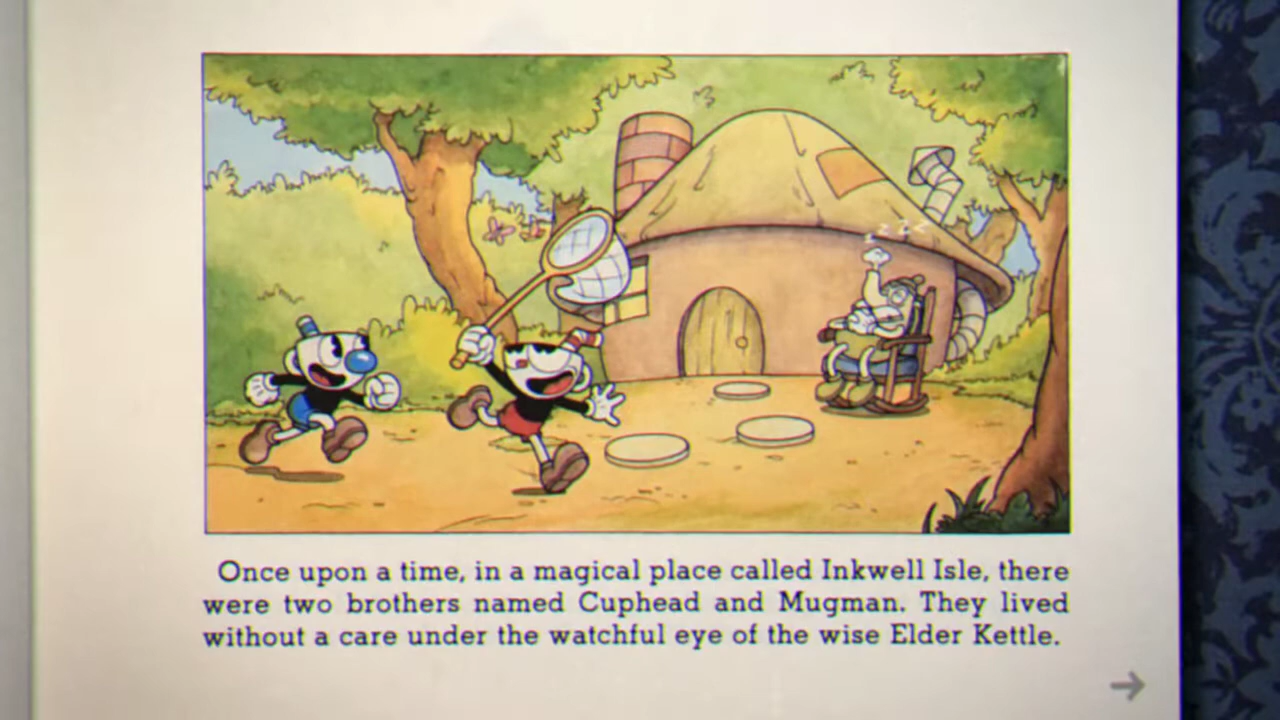 z z z z
Once upon a time, in a magical place called Inkwell Isle, there
were two brothers named Cuphead and Mugman. They lived
without a care under the watchful eye of the wise Elder Kettle.